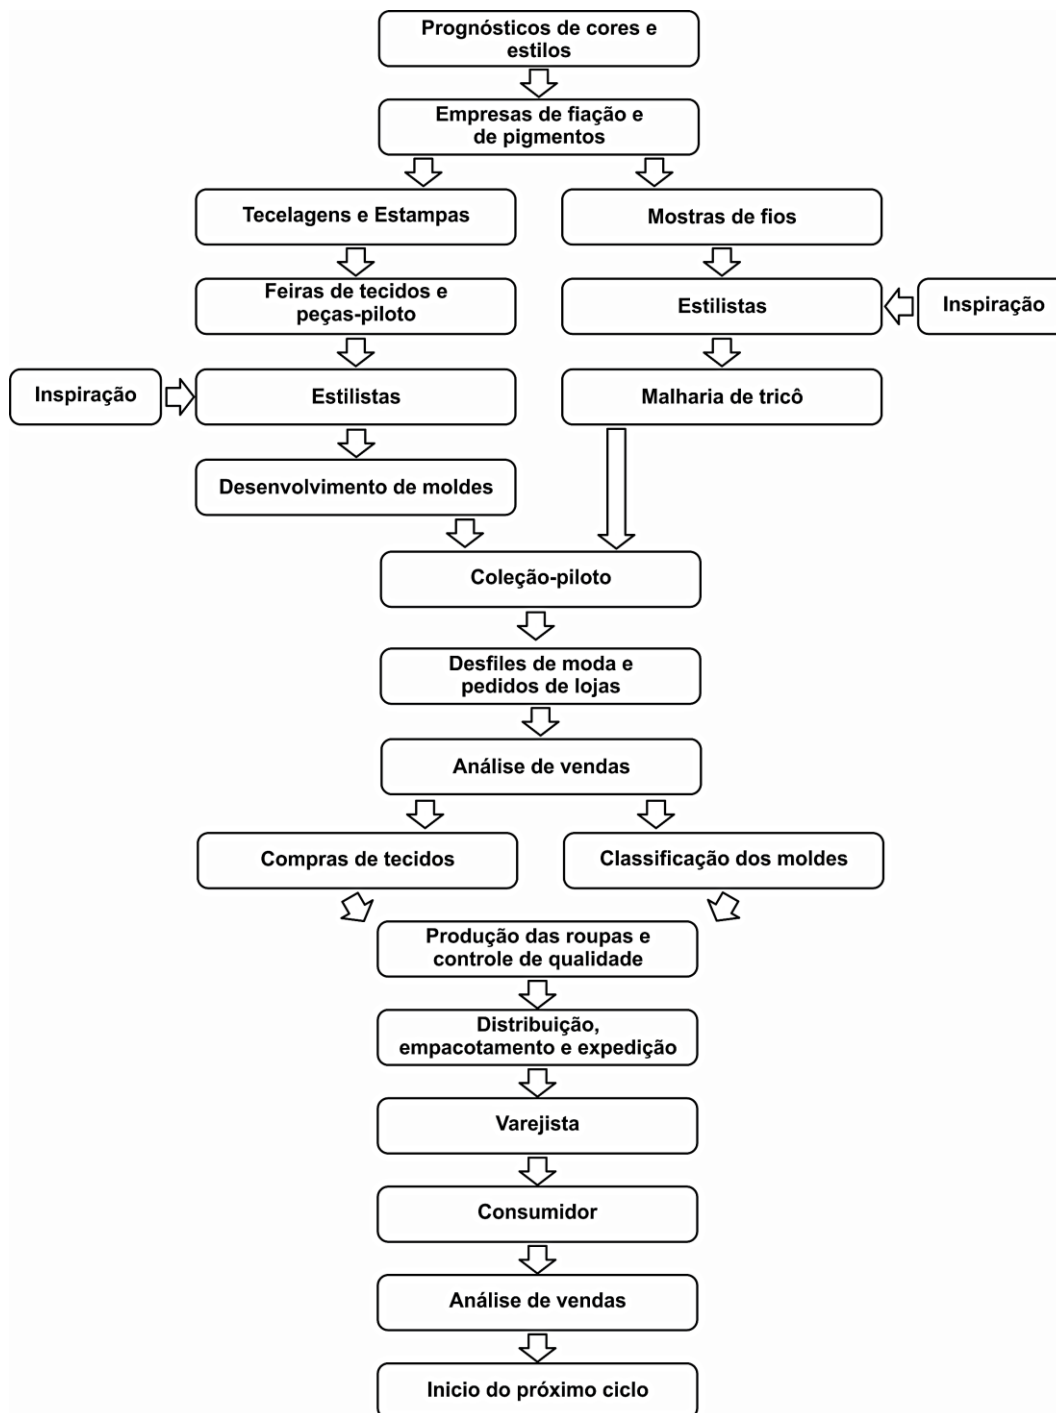 Prognósticos de cores e
estilos
Empresas de fiação e
de pigmentos
Tecelagens e Estampas
Mostras de fios
Feiras de tecidos e
peças-piloto
Estilistas
Inspiração
Inspiração
Estilistas
Malharia de tricô
Desenvolvimento de moldes
Coleção-piloto
Desfiles de moda e
pedidos de lojas
Análise de vendas
Compras de tecidos
Classificação dos moldes
Produção das roupas e
controle de qualidade
Distribuição,
empacotamento e expedição
Varejista
Consumidor
Análise de vendas
Inicio do próximo ciclo